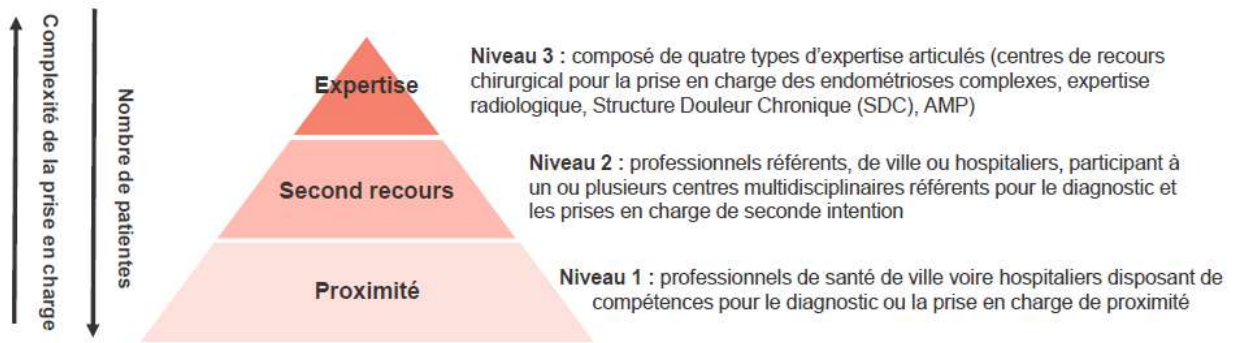 Complexité de la prise en charge
Nombre de patientes
Expertise
Niveau 3 : composé de quatre types d'expertise articulés (centres de recours
chirurgical pour la prise en charge des endométrioses complexes, expertise
radiologique, Structure Douleur Chronique (SDC), AMP)
Second recours
Niveau 2 : professionnels référents, de ville ou hospitaliers, participant à
un ou plusieurs centres multidisciplinaires référents pour le diagnostic et
les prises en charge de seconde intention
Proximité
Niveau 1 : professionnels de santé de ville voire hospitaliers disposant de
compétences pour le diagnostic ou la prise en charge de proximité